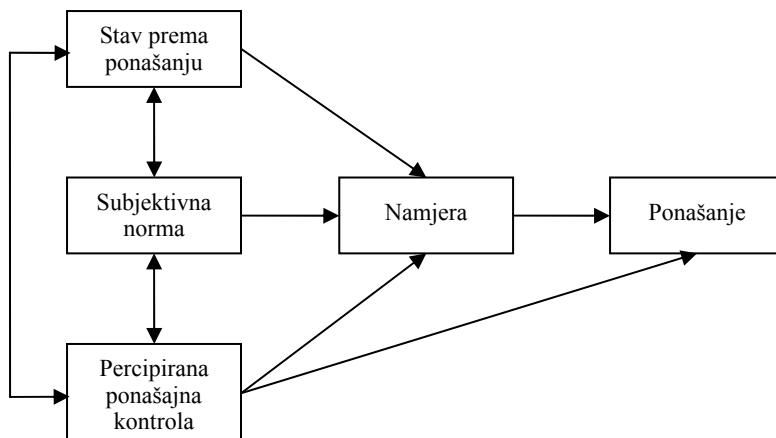 Stav prema
ponašanju
Subjektivna
norma
Namjera
Ponašanje
Percipirana
ponašajna
kontrola